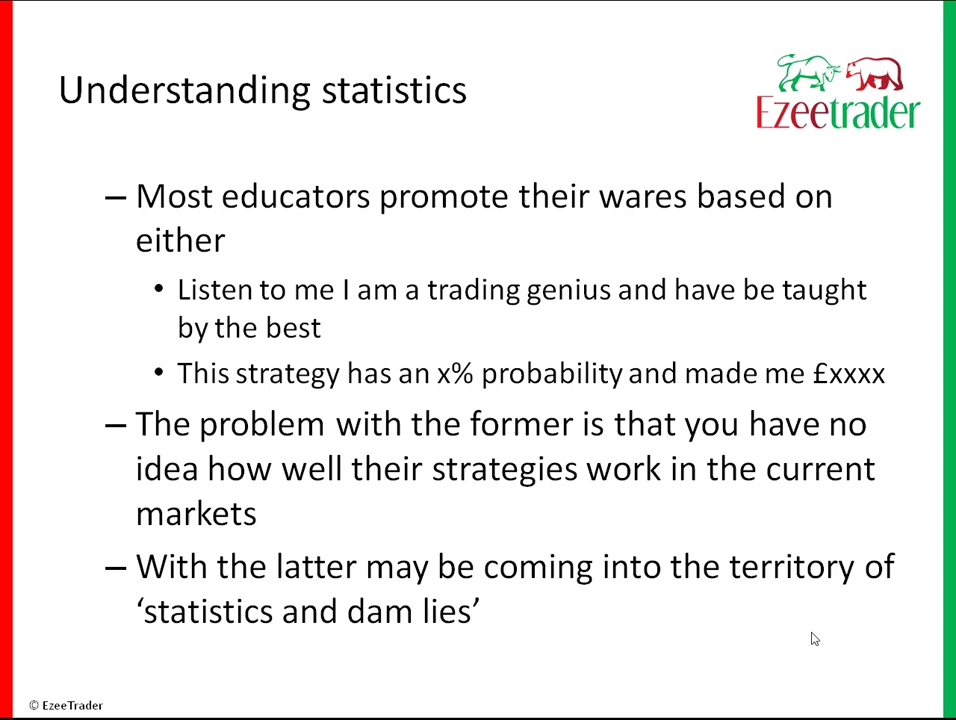 Understanding statistics
Ezeetrader
– Most educators promote their wares based on
either
• Listen to me I am a trading genius and have be taught
by the best
• This strategy has an x% probability and made me £xxxx
– The problem with the former is that you have no
idea how well their strategies work in the current
markets
– With the latter may be coming into the territory of
‘statistics and dam lies’
© EzeeTrader